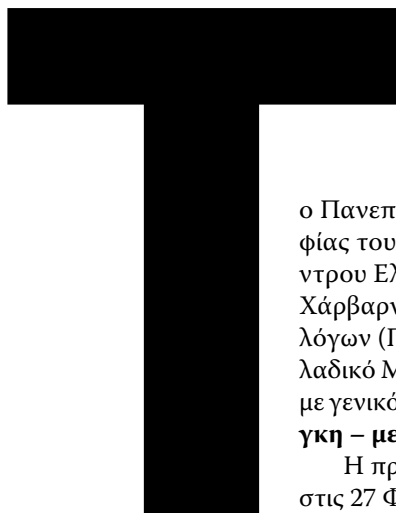 Τ
ο Πανεπ
φίας του
ντρου Ελ
Χάρβαρν
λόγων (Π
λαδικό Μ
με γενικό
γκη – με
Η πρ
στις 27 Φ